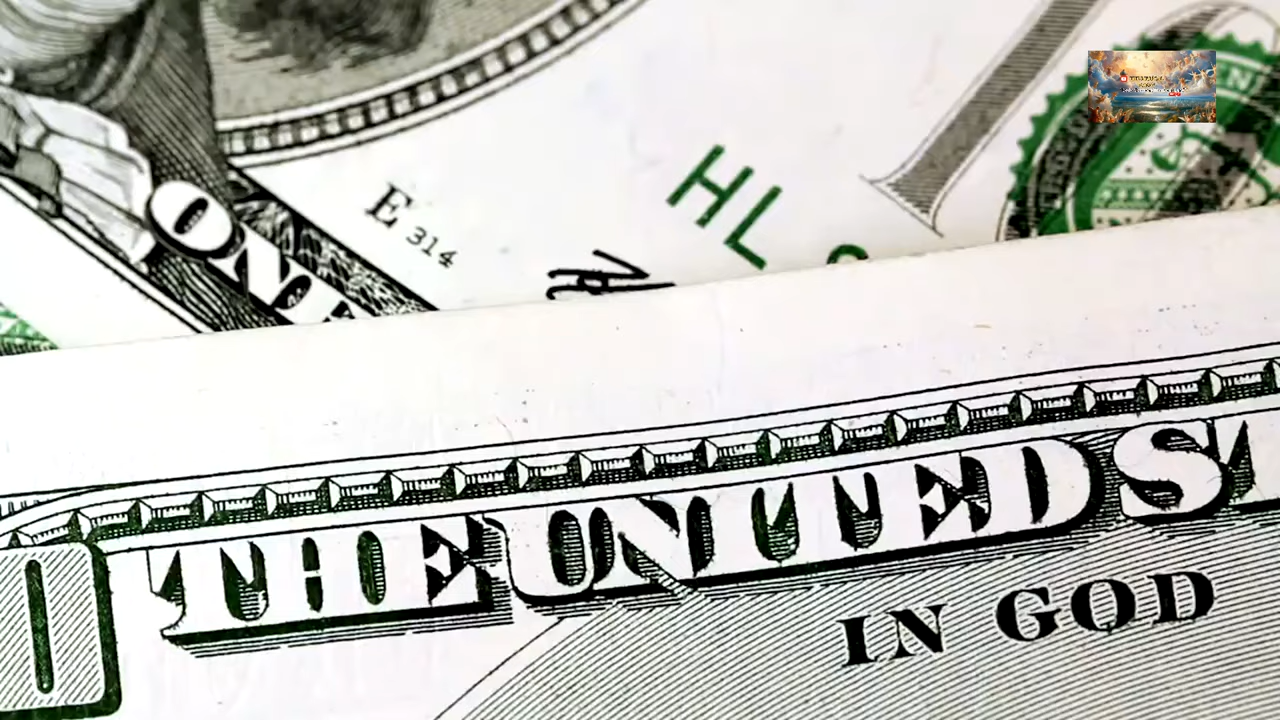 ONE
E 314
HL
THE UNITED S
IN GOD